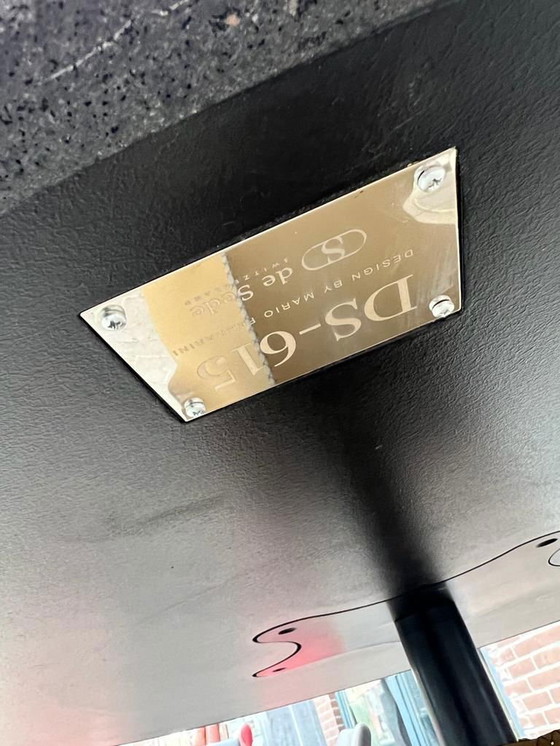 DS-615
DESIGN BY MARIO
de Sede
SWITZERLAND